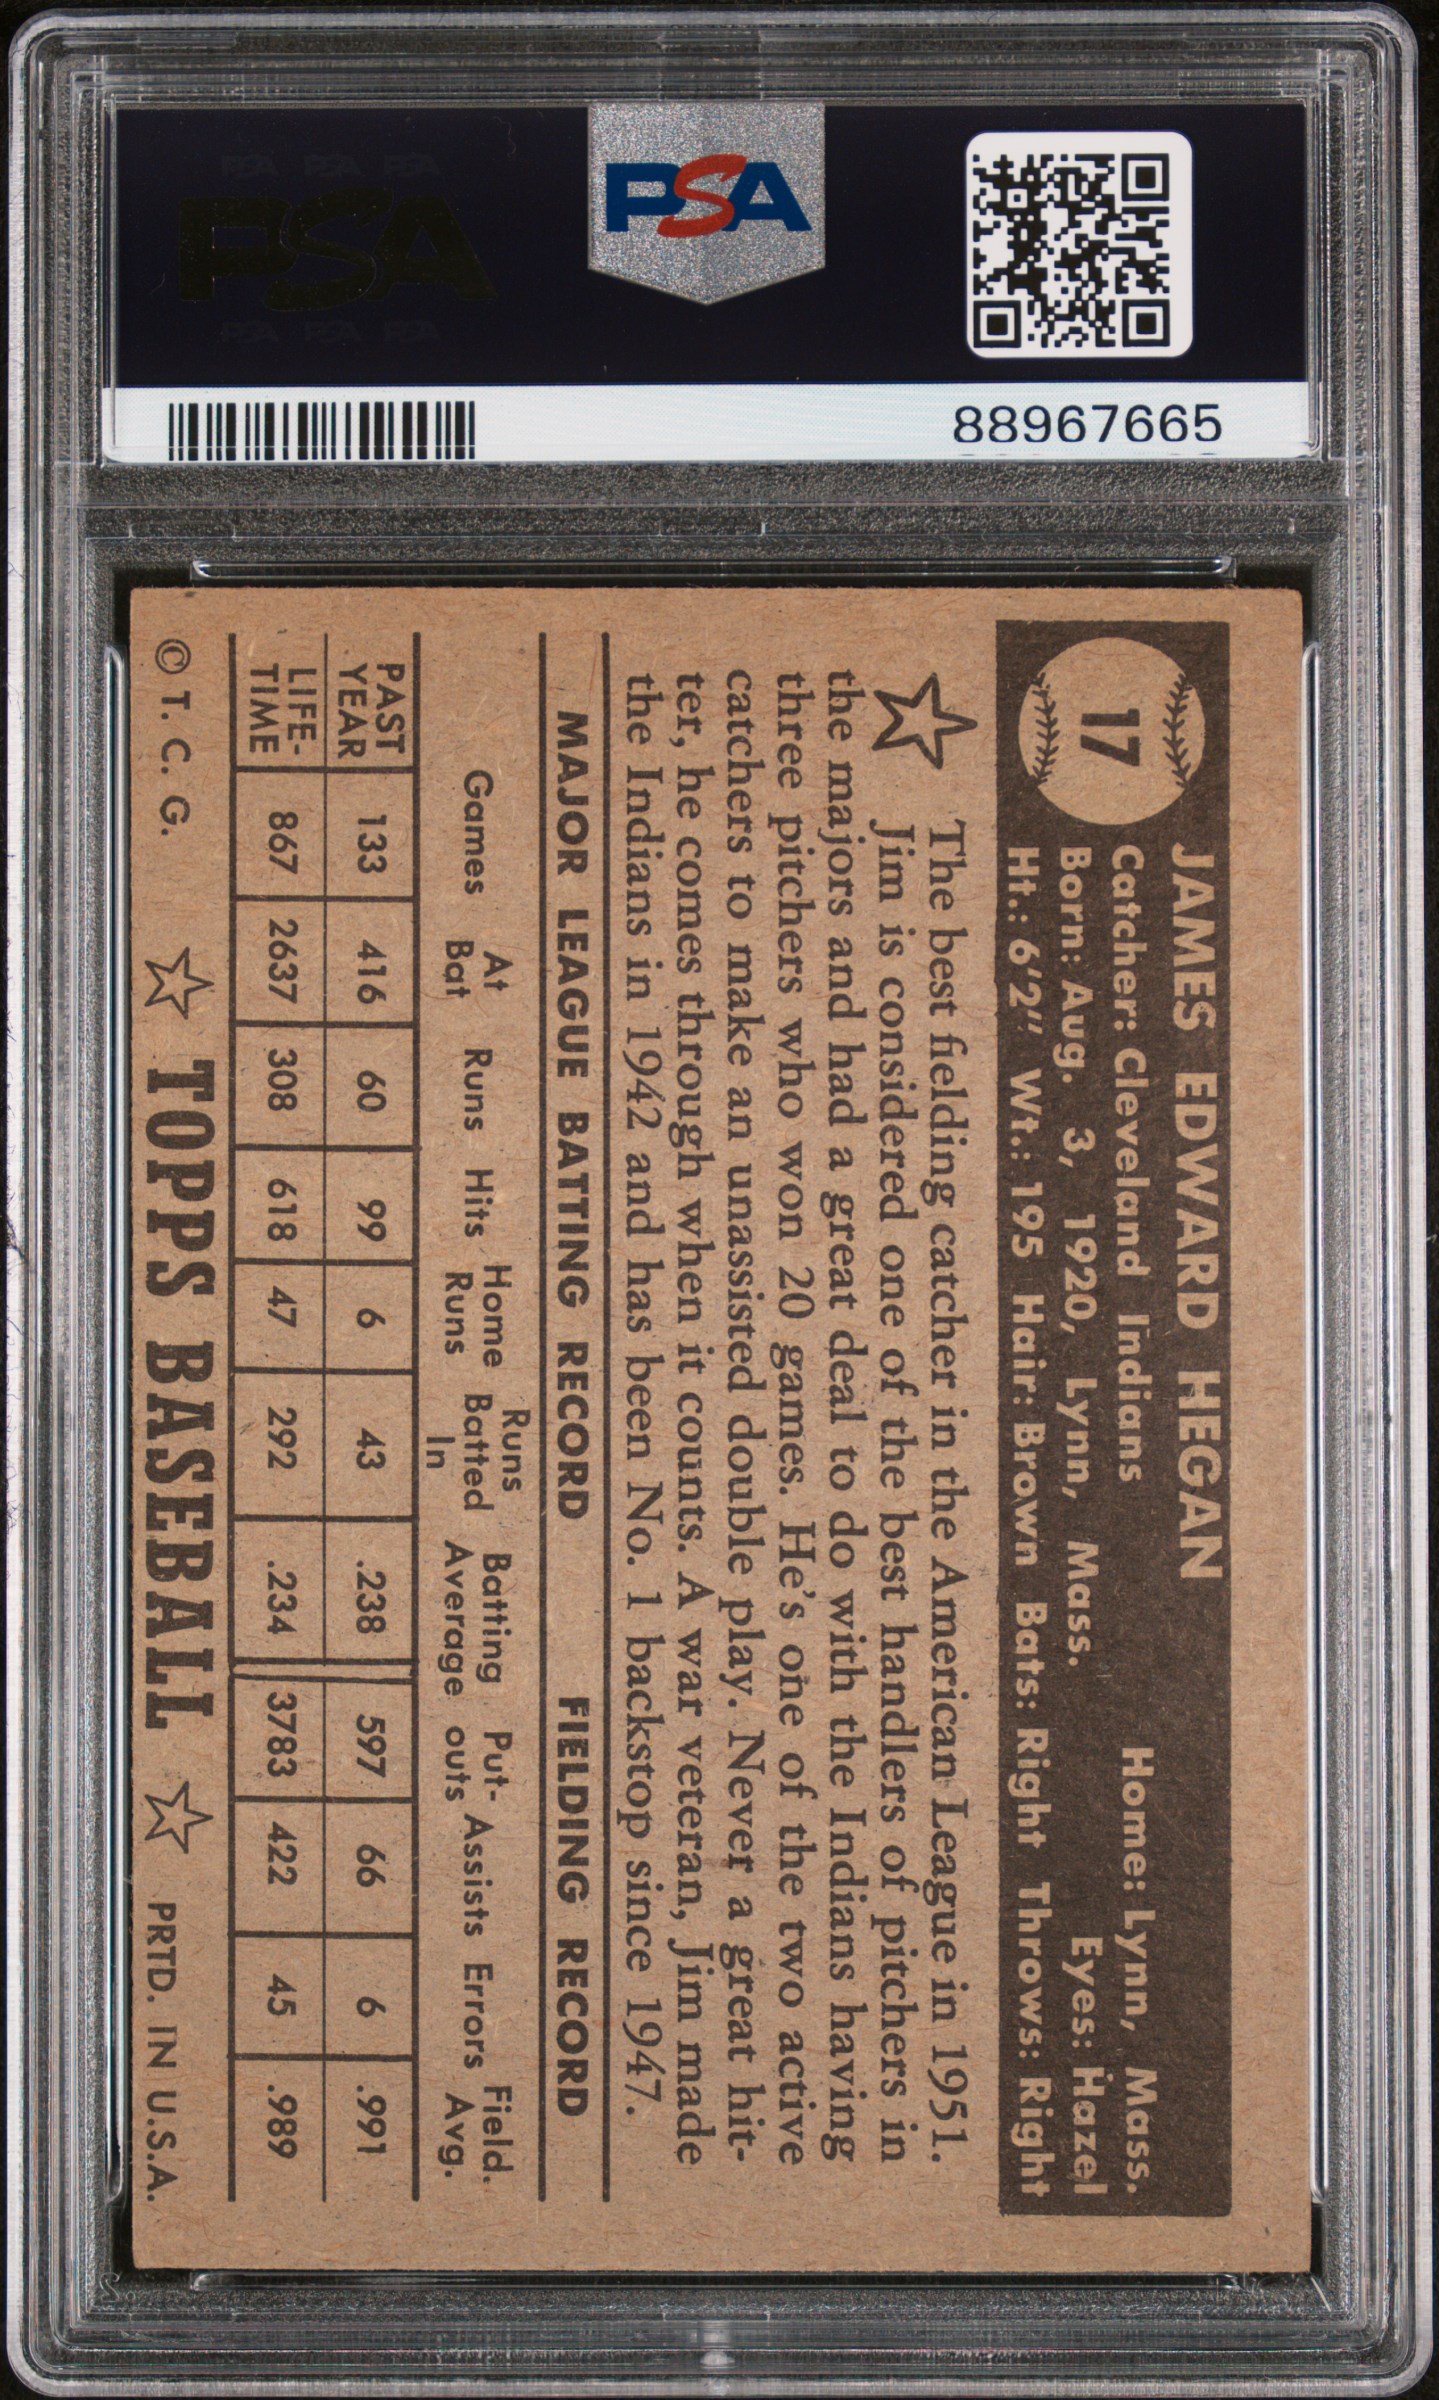 PSA PSA PSA
PSA
PSA PSA PSA
PSA
88967665
17
JAMES EDWARD HEGAN
Catcher: Cleveland Indians Home: Lynn, Mass.
Born: Aug. 3, 1920, Lynn, Mass. Eyes: Hazel
Ht.: 6'2" Wt.: 195 Hair: Brown Bats: Right Throws: Right
The best fielding catcher in the American League in 1951.
Jim is considered one of the best handlers of pitchers in
the majors and had a great deal to do with the Indians having
three pitchers who won 20 games. He's one of the two active
catchers to make an unassisted double play. Never a great hit-
ter, he comes through when it counts. A war veteran, Jim made
the Indians in 1942 and has been No. 1 backstop since 1947.
MAJOR LEAGUE BATTING RECORD FIELDING RECORD
Games At Bat Runs Hits Home Runs Runs Batted In Batting Average Put-outs Assists Errors Field. Avg.
PAST YEAR 133 416 60 99 6 43 .238 597 66 6 .991
LIFE-TIME 867 2637 308 618 47 292 .234 3783 422 45 .989
© T. C. G. TOPPS BASEBALL PRTD. IN U.S.A.